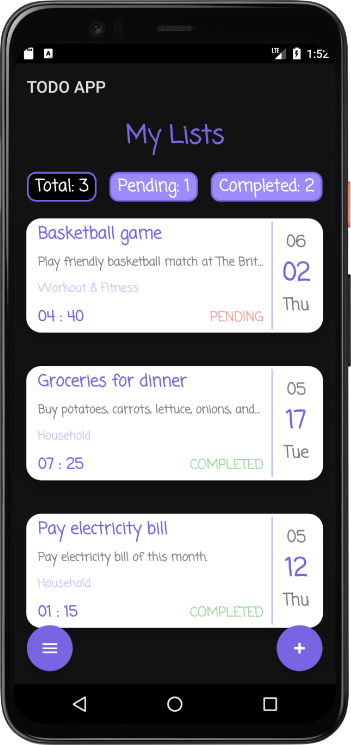 LTE 1:52
TODO APP
My Lists
Total: 3 Pending: 1 Completed: 2
Basketball game
Play friendly basketball match at The Brit...
Workout & Fitness
04 : 40 PENDING
06
02
Thu
Groceries for dinner
Buy potatoes, carrots, lettuce, onions, and...
Household
07 : 25 COMPLETED
05
17
Tue
Pay electricity bill
Pay electricity bill of this month.
Household
01 : 15 COMPLETED
05
12
Thu